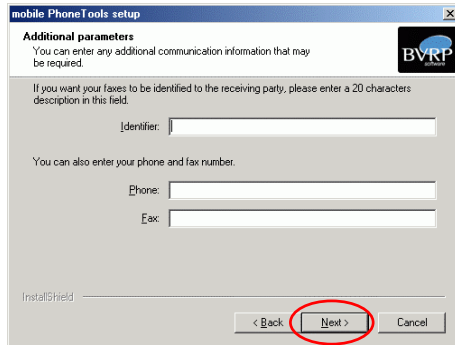 mobile PhoneTools setup
Additional parameters
You can enter any additional communication information that may
be required.
BVRP
software
If you want your faxes to be identified to the receiving party, please enter a 20 characters
description in this field.
Identifier:
You can also enter your phone and fax number.
Phone:
Fax:
InstallShield
< Back
Next >
Cancel